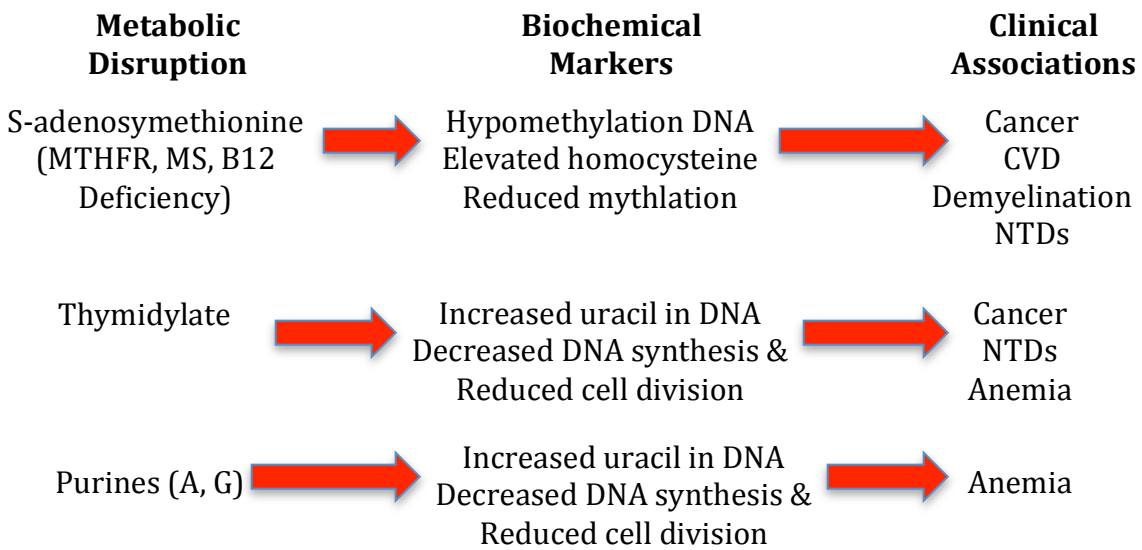 Metabolic
Disruption
Biochemical
Markers
Clinical
Associations
S-adenosymethionine
(MTHFR, MS, B12
Deficiency)
Hypomethylation DNA
Elevated homocysteine
Reduced mythlation
Cancer
CVD
Demyelination
NTDs
Thymidylate
Increased uracil in DNA
Decreased DNA synthesis &
Reduced cell division
Cancer
NTDs
Anemia
Purines (A, G)
Increased uracil in DNA
Decreased DNA synthesis &
Reduced cell division
Anemia